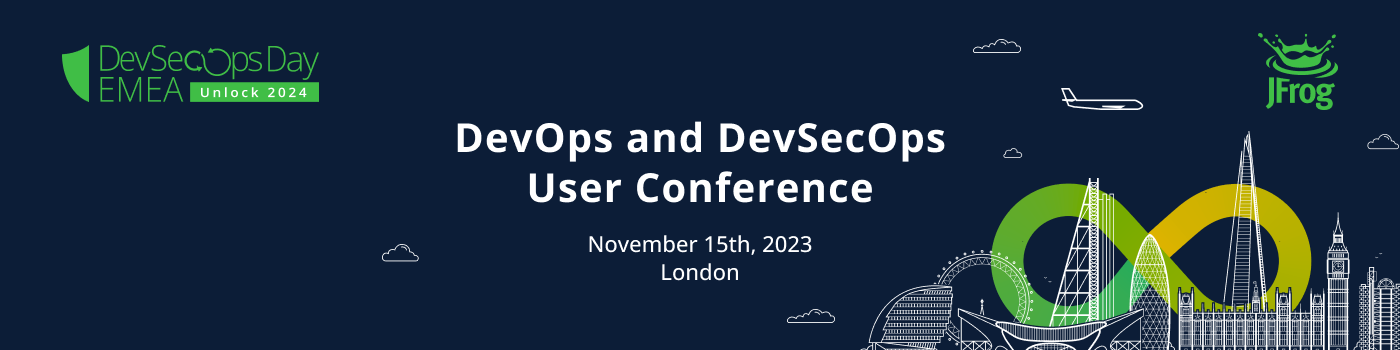 DevSecOps Day
EMEA Unlock 2024
JFrog
DevOps and DevSecOps
User Conference
November 15th, 2023
London